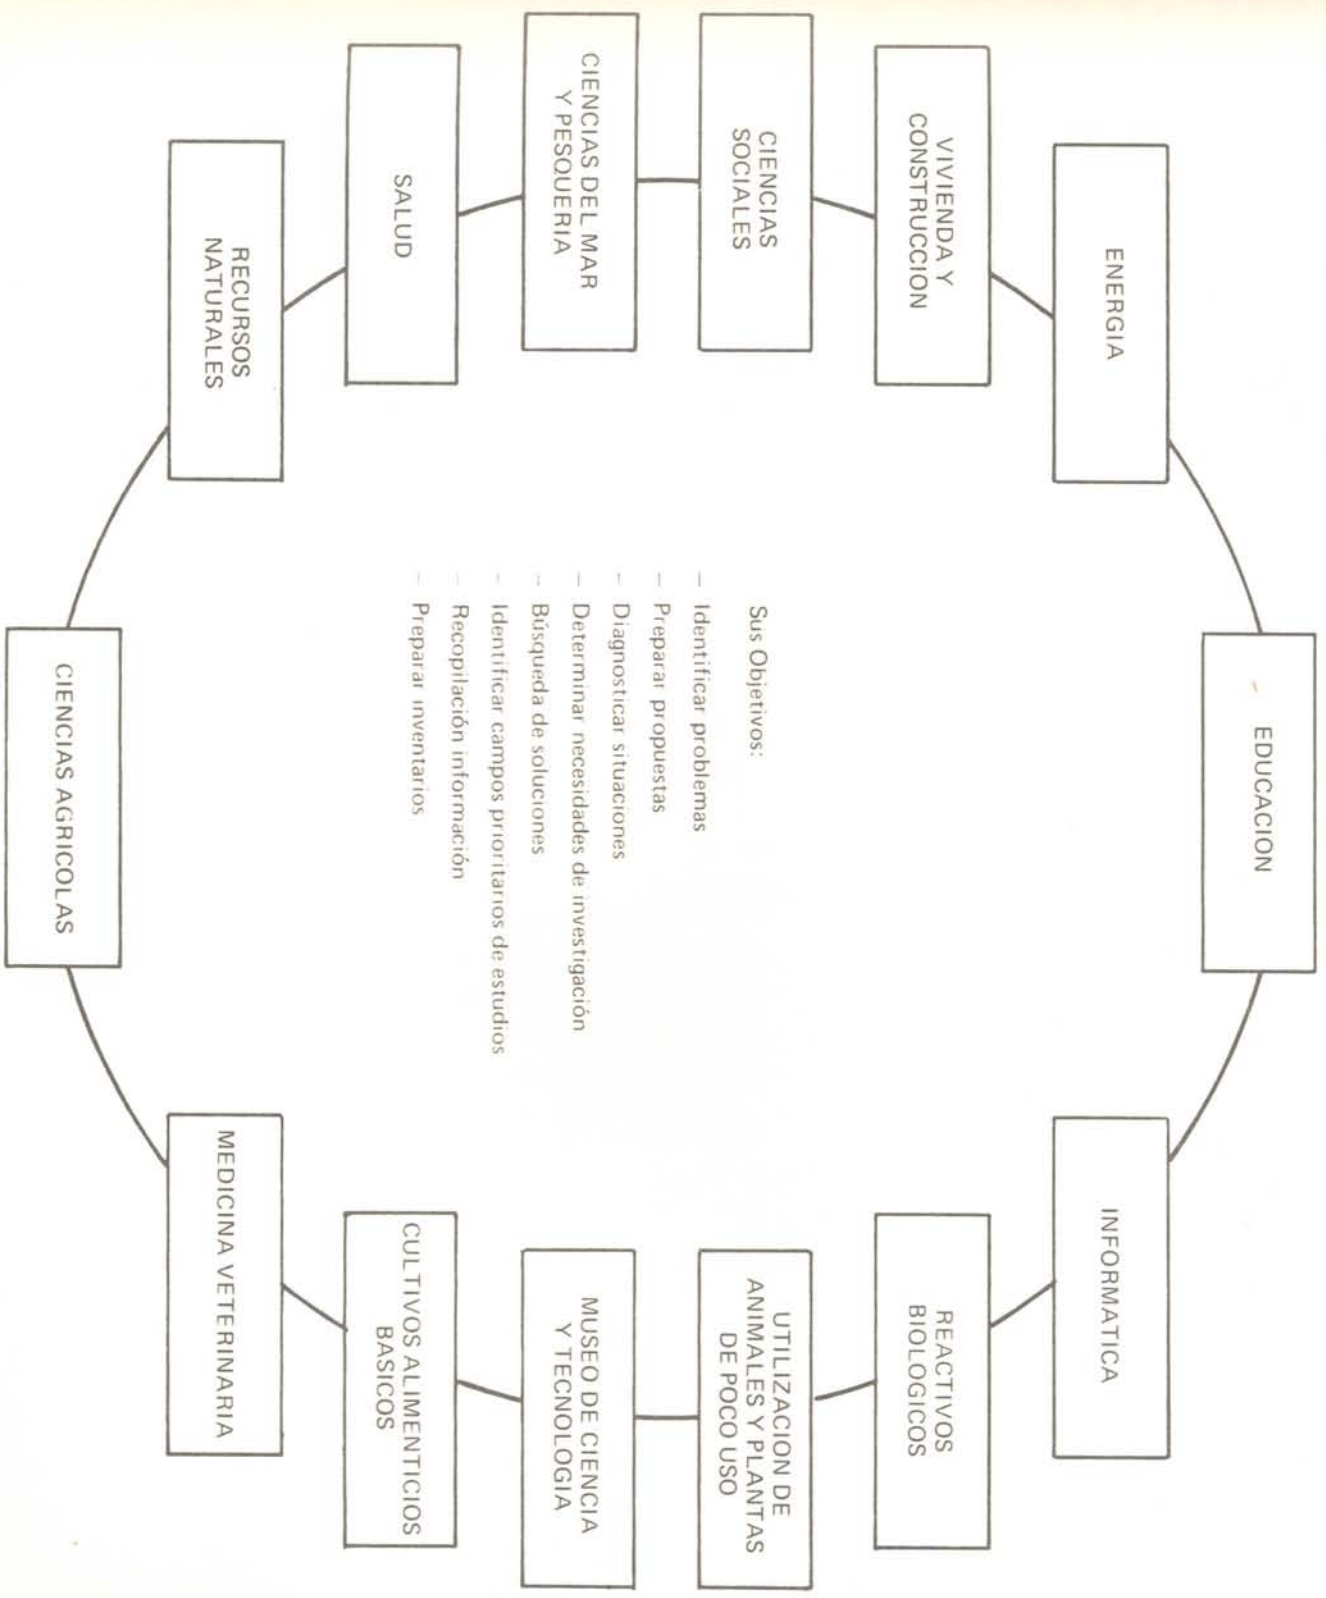 EDUCACION
ENERGIA
INFORMATICA
VIVIENDA Y
CONSTRUCCION
REACTIVOS
BIOLOGICOS
CIENCIAS
SOCIALES
UTILIZACION DE
ANIMALES Y PLANTAS
DE POCO USO
CIENCIAS DEL MAR
Y PESQUERIA
MUSEO DE CIENCIA
Y TECNOLOGIA
SALUD
CULTIVOS ALIMENTICIOS
BASICOS
RECURSOS
NATURALES
MEDICINA VETERINARIA
CIENCIAS AGRICOLAS
Sus Objetivos:
— Identificar problemas
— Preparar propuestas
— Diagnosticar situaciones
— Determinar necesidades de investigación
— Búsqueda de soluciones
— Identificar campos prioritarios de estudios
— Recopilación información
— Preparar inventarios